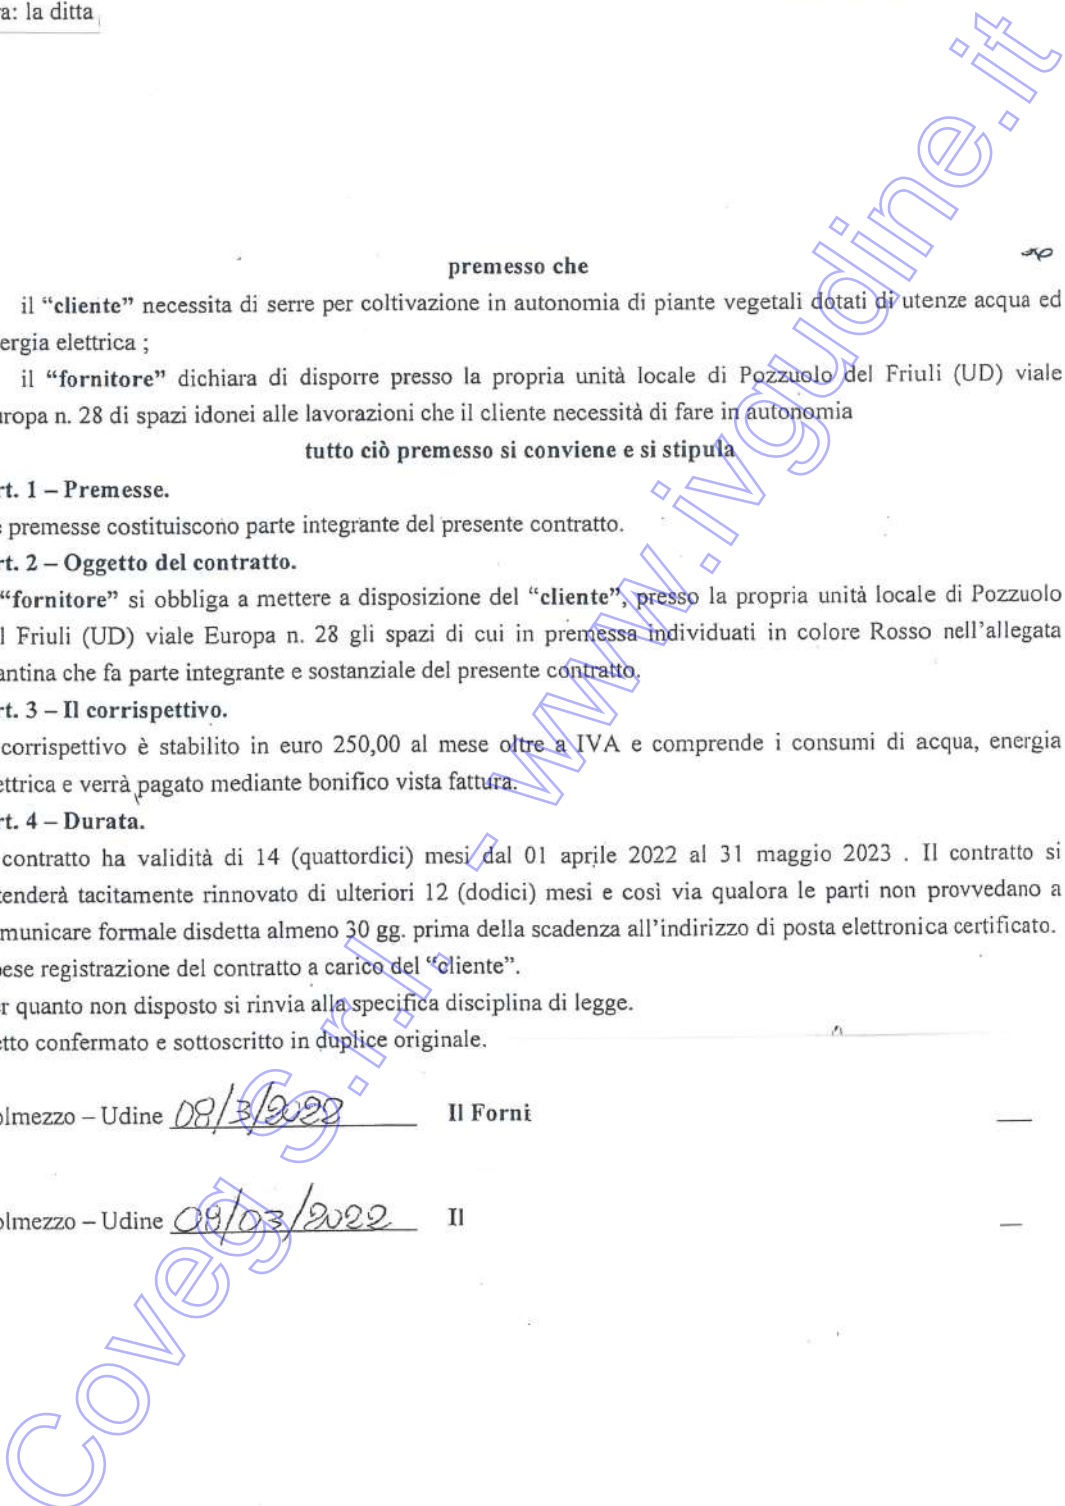 a: la ditta
premesso che
il “cliente” necessita di serre per coltivazione in autonomia di piante vegetali dotati di utenze acqua ed
ergia elettrica ;
il “fornitore” dichiara di disporre presso la propria unità locale di Pozzuolo del Friuli (UD) viale
uropa n. 28 di spazi idonei alle lavorazioni che il cliente necessità di fare in autonomia
tutto ciò premesso si conviene e si stipula
rt. 1 – Premesse.
e premesse costituiscono parte integrante del presente contratto.
rt. 2 – Oggetto del contratto.
“fornitore” si obbliga a mettere a disposizione del “cliente”, presso la propria unità locale di Pozzuolo
l Friuli (UD) viale Europa n. 28 gli spazi di cui in premessa individuati in colore Rosso nell’allegata
antina che fa parte integrante e sostanziale del presente contratto.
rt. 3 – Il corrispettivo.
corrispettivo è stabilito in euro 250,00 al mese oltre a IVA e comprende i consumi di acqua, energia
ettrica e verrà pagato mediante bonifico vista fattura.
rt. 4 – Durata.
contratto ha validità di 14 (quattordici) mesi dal 01 aprile 2022 al 31 maggio 2023 . Il contratto si
tenderà tacitamente rinnovato di ulteriori 12 (dodici) mesi e così via qualora le parti non provvedano a
municare formale disdetta almeno 30 gg. prima della scadenza all’indirizzo di posta elettronica certificato.
pese registrazione del contratto a carico del “cliente”.
r quanto non disposto si rinvia alla specifica disciplina di legge.
etto confermato e sottoscritto in duplice originale.
olmezzo – Udine 08/3/2022 Il Forni
olmezzo – Udine 08/03/2022 Il
Coveg s.r.l. - www.ivgudine.it